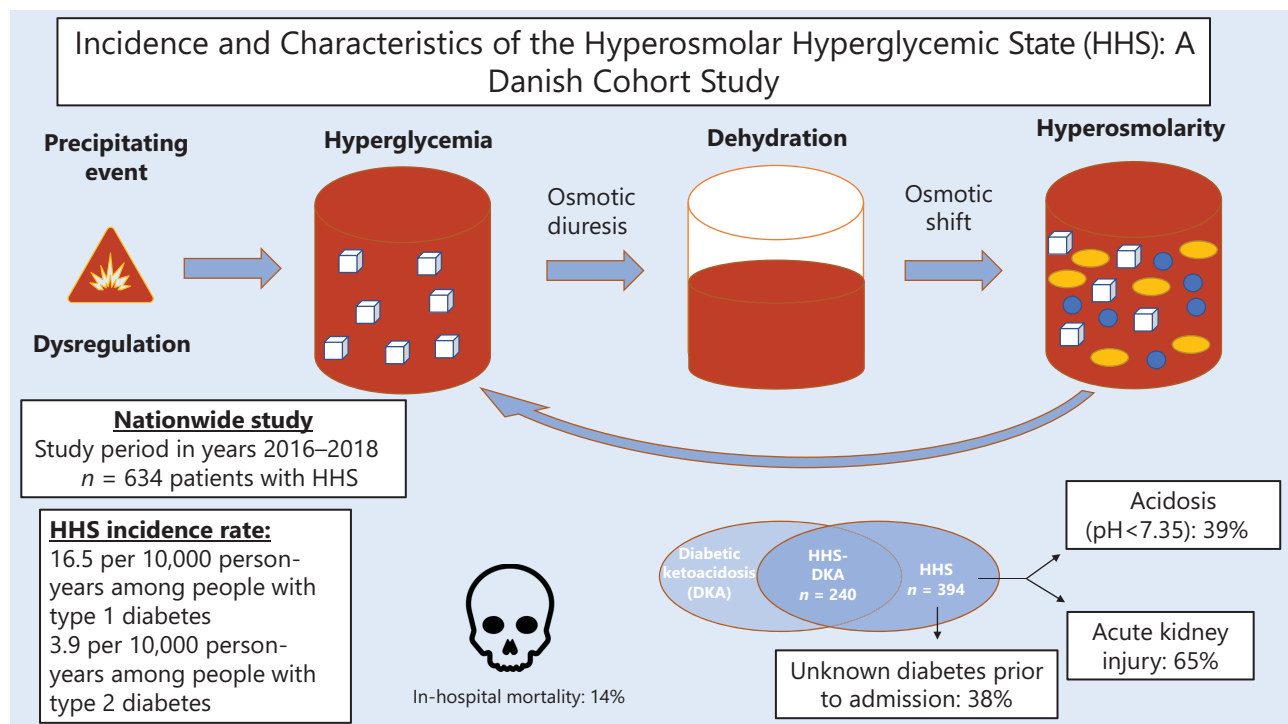 Incidence and Characteristics of the Hyperosmolar Hyperglycemic State (HHS): A
Danish Cohort Study
Precipitating
event
Dysregulation
Hyperglycemia
Osmotic
diuresis
Dehydration
Osmotic
shift
Hyperosmolarity
Nationwide study
Study period in years 2016–2018
n = 634 patients with HHS
HHS incidence rate:
16.5 per 10,000 person-
years among people with
type 1 diabetes
3.9 per 10,000 person-
years among people with
type 2 diabetes
In-hospital mortality: 14%
Diabetic
ketoacidosis
(DKA)
HHS-
DKA
n = 240
HHS
n = 394
Acidosis
(pH<7.35): 39%
Acute kidney
injury: 65%
Unknown diabetes prior
to admission: 38%